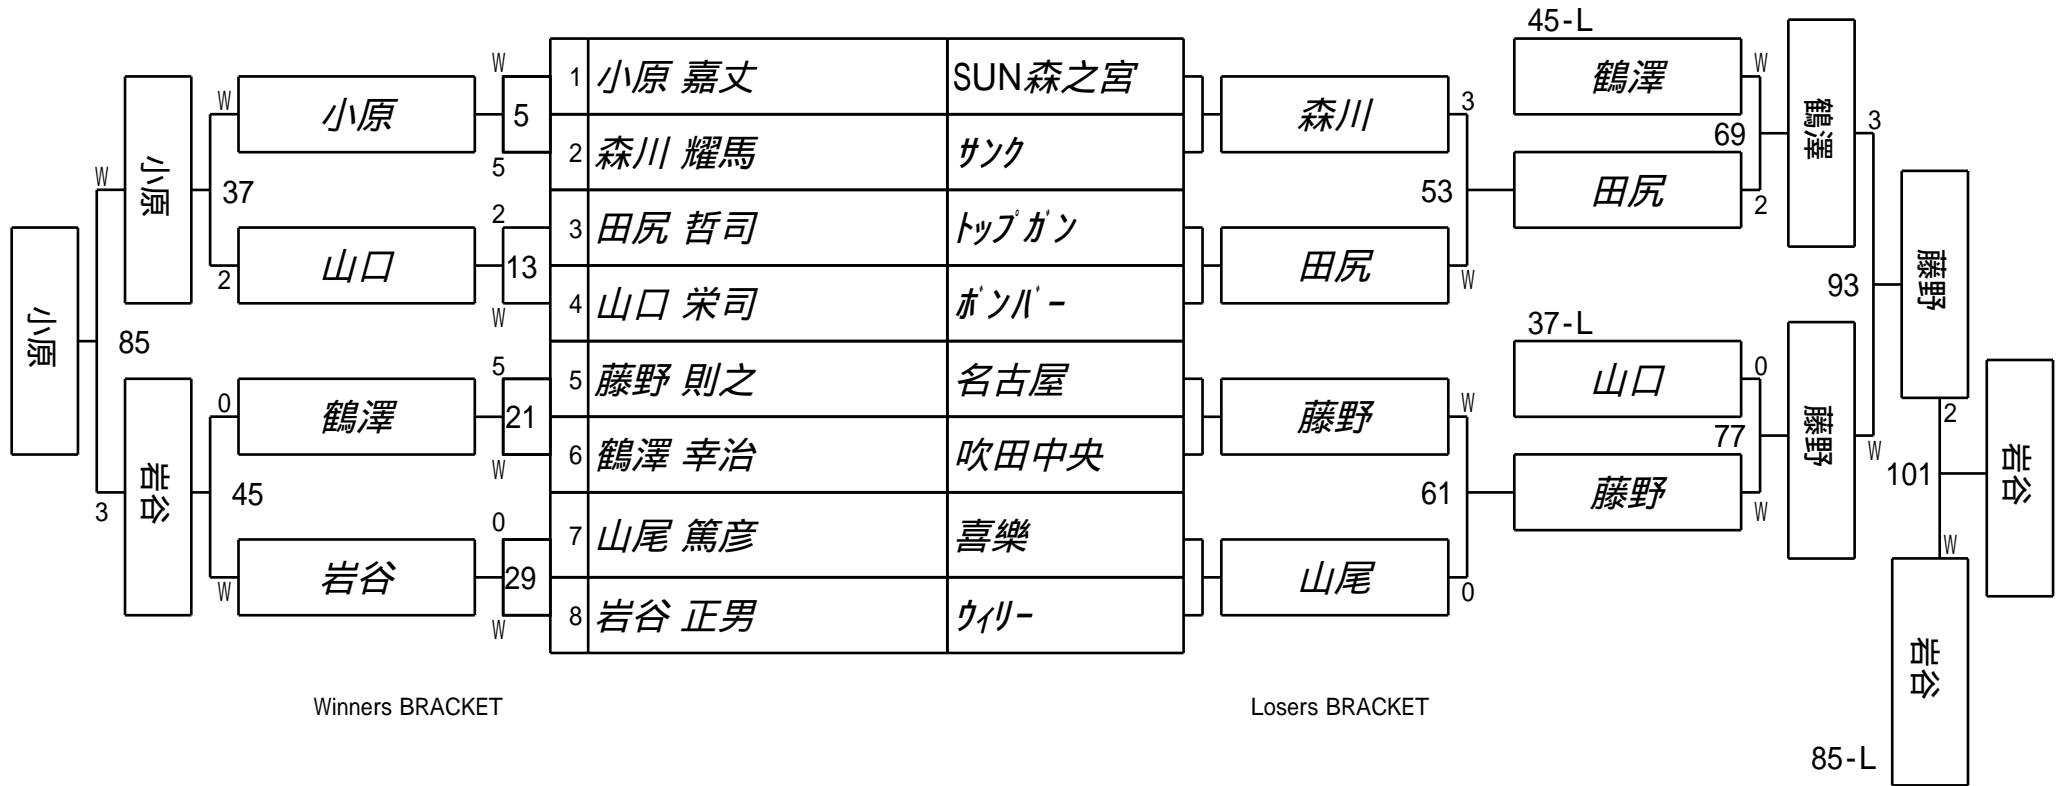 45-L
W
1 小原 嘉丈 SUN森之宮
鶴澤
W
W
小原
5
森川
3
鶴澤
3
5
2 森川 耀馬 サンク
69
小原
W
37
2
3 田尻 哲司 トップガン
53
田尻
2
山口
13
田尻
藤野
2
W
4 山口 栄司 ボンバー
W
93
小原
85
37-L
5
5 藤野 則之 名古屋
山口
0
0
鶴澤
21
藤野
W
藤野
2
W
6 鶴澤 幸治 吹田中央
77
W
岩谷
3
45
61
藤野
W
101
岩谷
0
7 山尾 篤彦 喜樂
W
岩谷
29
山尾
0
W
W
8 岩谷 正男 ウィリー
岩谷
Winners BRACKET
Losers BRACKET
85-L